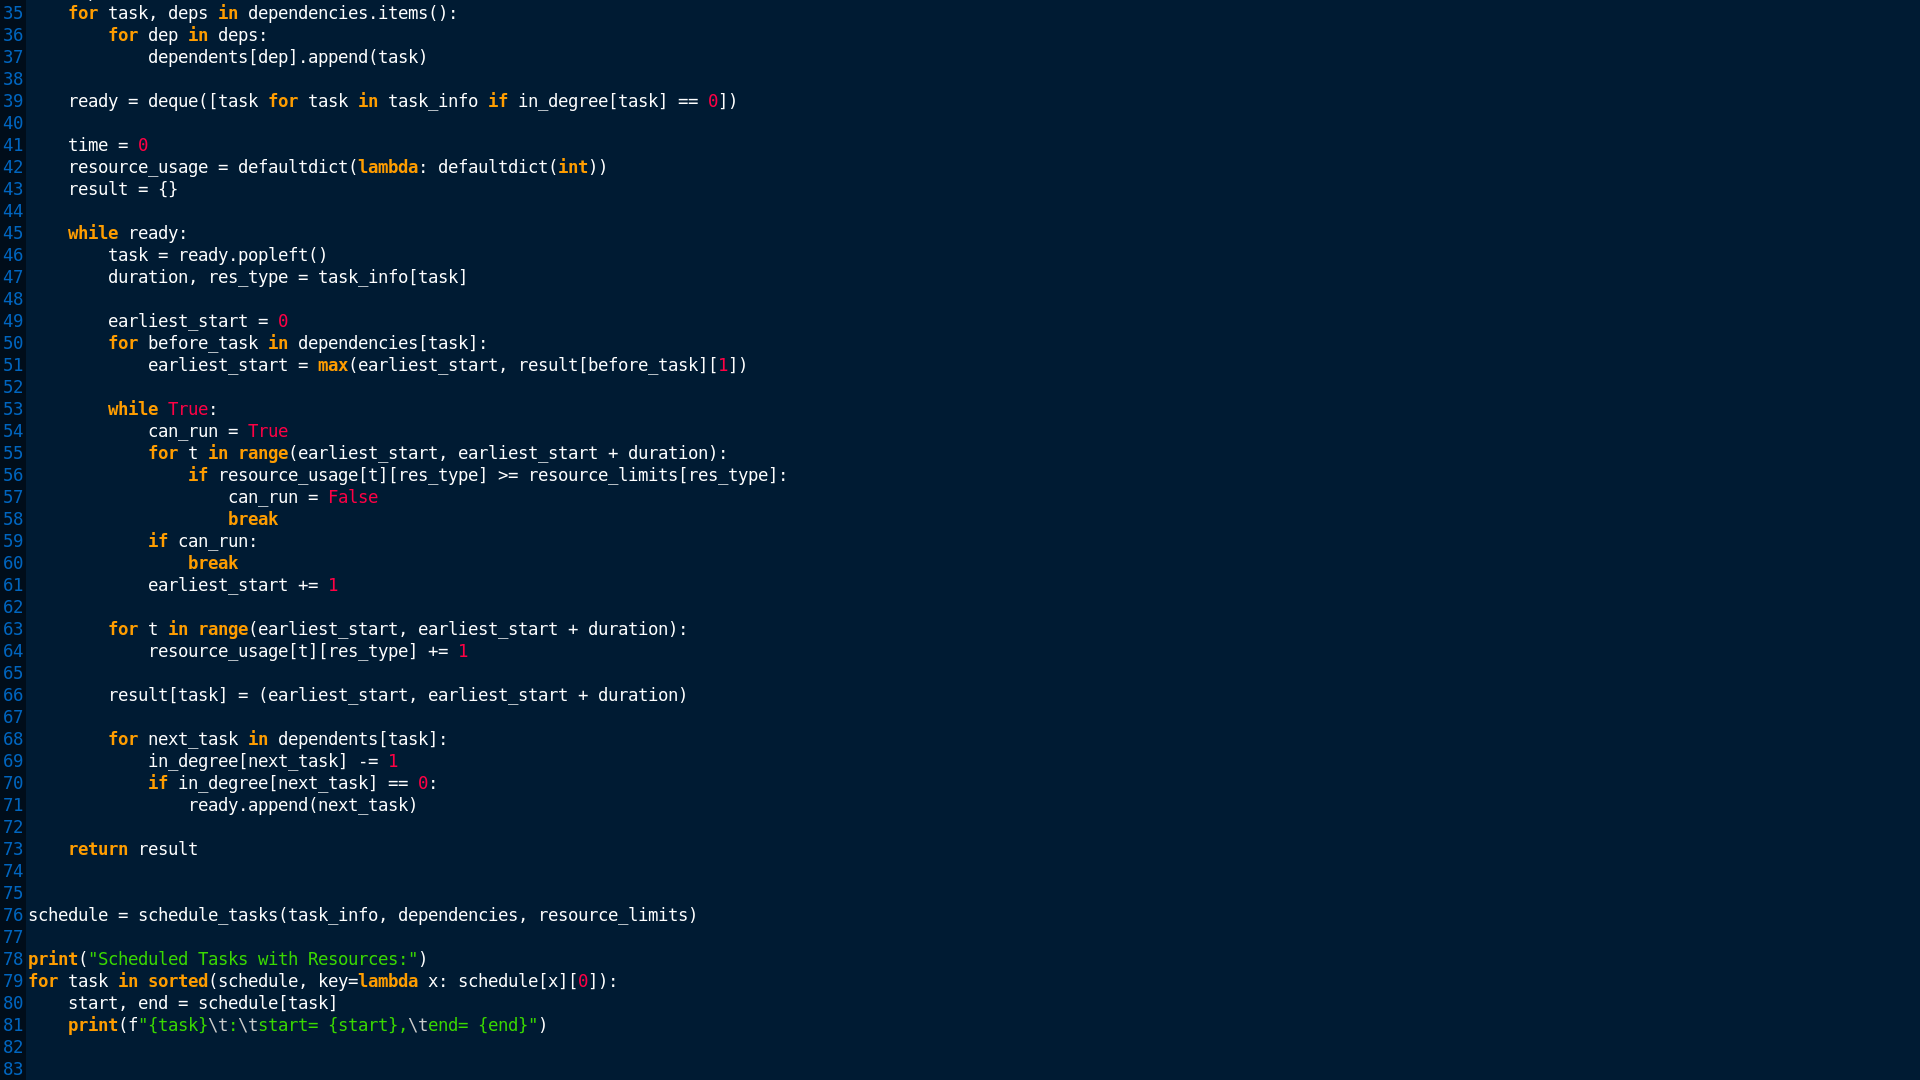 35    for task, deps in dependencies.items():
36        for dep in deps:
37            dependents[dep].append(task)
38
39    ready = deque([task for task in task_info if in_degree[task] == 0])
40
41    time = 0
42    resource_usage = defaultdict(lambda: defaultdict(int))
43    result = {}
44
45    while ready:
46        task = ready.popleft()
47        duration, res_type = task_info[task]
48
49        earliest_start = 0
50        for before_task in dependencies[task]:
51            earliest_start = max(earliest_start, result[before_task][1])
52
53        while True:
54            can_run = True
55            for t in range(earliest_start, earliest_start + duration):
56                if resource_usage[t][res_type] >= resource_limits[res_type]:
57                    can_run = False
58                    break
59            if can_run:
60                break
61            earliest_start += 1
62
63        for t in range(earliest_start, earliest_start + duration):
64            resource_usage[t][res_type] += 1
65
66        result[task] = (earliest_start, earliest_start + duration)
67
68        for next_task in dependents[task]:
69            in_degree[next_task] -= 1
70            if in_degree[next_task] == 0:
71                ready.append(next_task)
72
73    return result
74
75
76 schedule = schedule_tasks(task_info, dependencies, resource_limits)
77
78 print("Scheduled Tasks with Resources:")
79 for task in sorted(schedule, key=lambda x: schedule[x][0]):
80    start, end = schedule[task]
81    print(f"{task}\t:\tstart= {start},\tend= {end}")
82
83